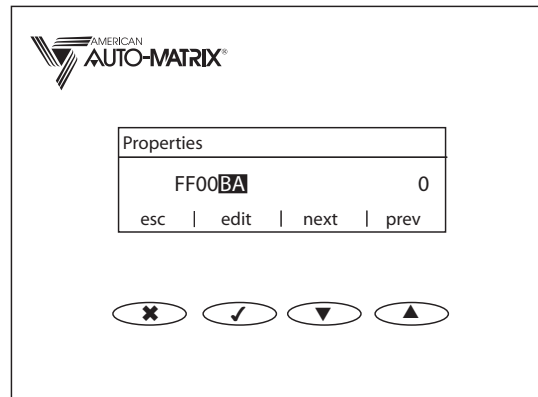 AMERICAN
AUTO-MATRIX®
Properties
FF00BA 0
esc | edit | next | prev